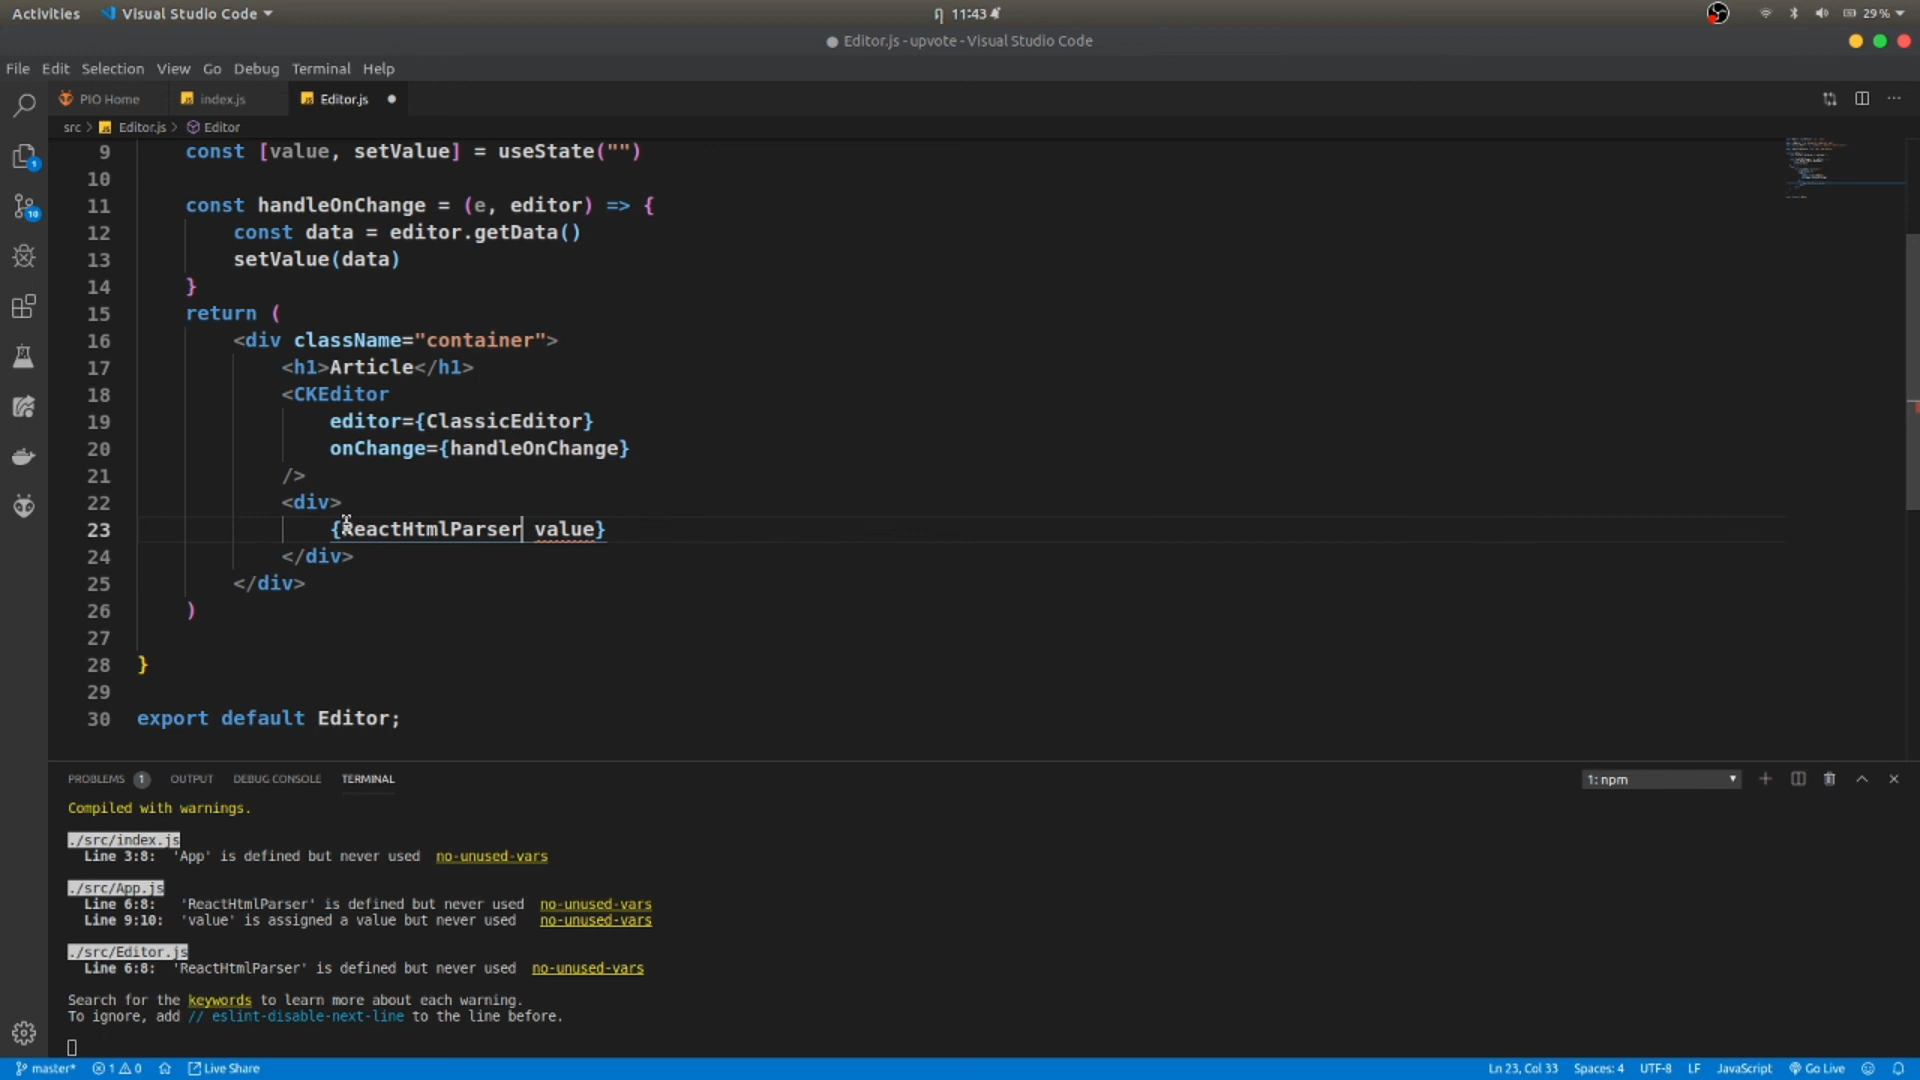 Activities Visual Studio Code
ฦ 11:43
29 %
Editor.js - upvote - Visual Studio Code
File Edit Selection View Go Debug Terminal Help
PIO Home index.js Editor.js
src > Editor.js > Editor
9 const [value, setValue] = useState("")
10
11 const handleOnChange = (e, editor) => {
12 const data = editor.getData()
13 setValue(data)
14 }
15 return (
16 <div className="container">
17 <h1>Article</h1>
18 <CKEditor
19 editor={ClassicEditor}
20 onChange={handleOnChange}
21 />
22 <div>
23 {ReactHtmlParser value}
24 </div>
25 </div>
26 )
27
28 }
29
30 export default Editor;
1
10
PROBLEMS 1 OUTPUT DEBUG CONSOLE TERMINAL 1: npm
Compiled with warnings.
./src/index.js
Line 3:8: 'App' is defined but never used no-unused-vars
./src/App.js
Line 6:8: 'ReactHtmlParser' is defined but never used no-unused-vars
Line 9:10: 'value' is assigned a value but never used no-unused-vars
./src/Editor.js
Line 6:8: 'ReactHtmlParser' is defined but never used no-unused-vars
Search for the keywords to learn more about each warning.
To ignore, add // eslint-disable-next-line to the line before.
master* 1 0 Live Share Ln 23, Col 33 Spaces: 4 UTF-8 LF JavaScript Go Live